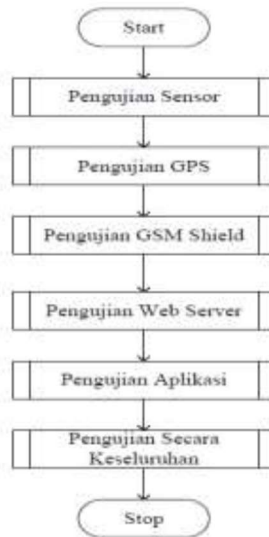 Start
Pengujian Sensor
Pengujian GPS
Pengujian GSM Shield
Pengujian Web Server
Pengujian Aplikasi
Pengujian Secara
Keseluruhan
Stop